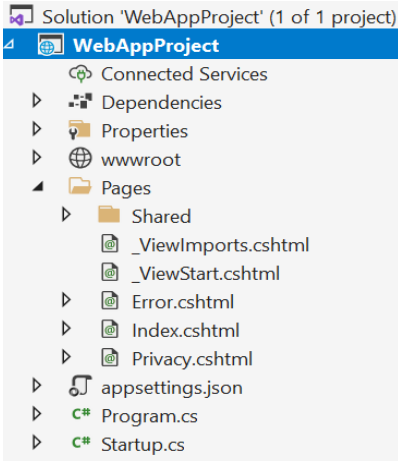 Solution 'WebAppProject' (1 of 1 project)
WebAppProject
Connected Services
Dependencies
Properties
wwwroot
Pages
Shared
_ViewImports.cshtml
_ViewStart.cshtml
Error.cshtml
Index.cshtml
Privacy.cshtml
appsettings.json
C# Program.cs
C# Startup.cs